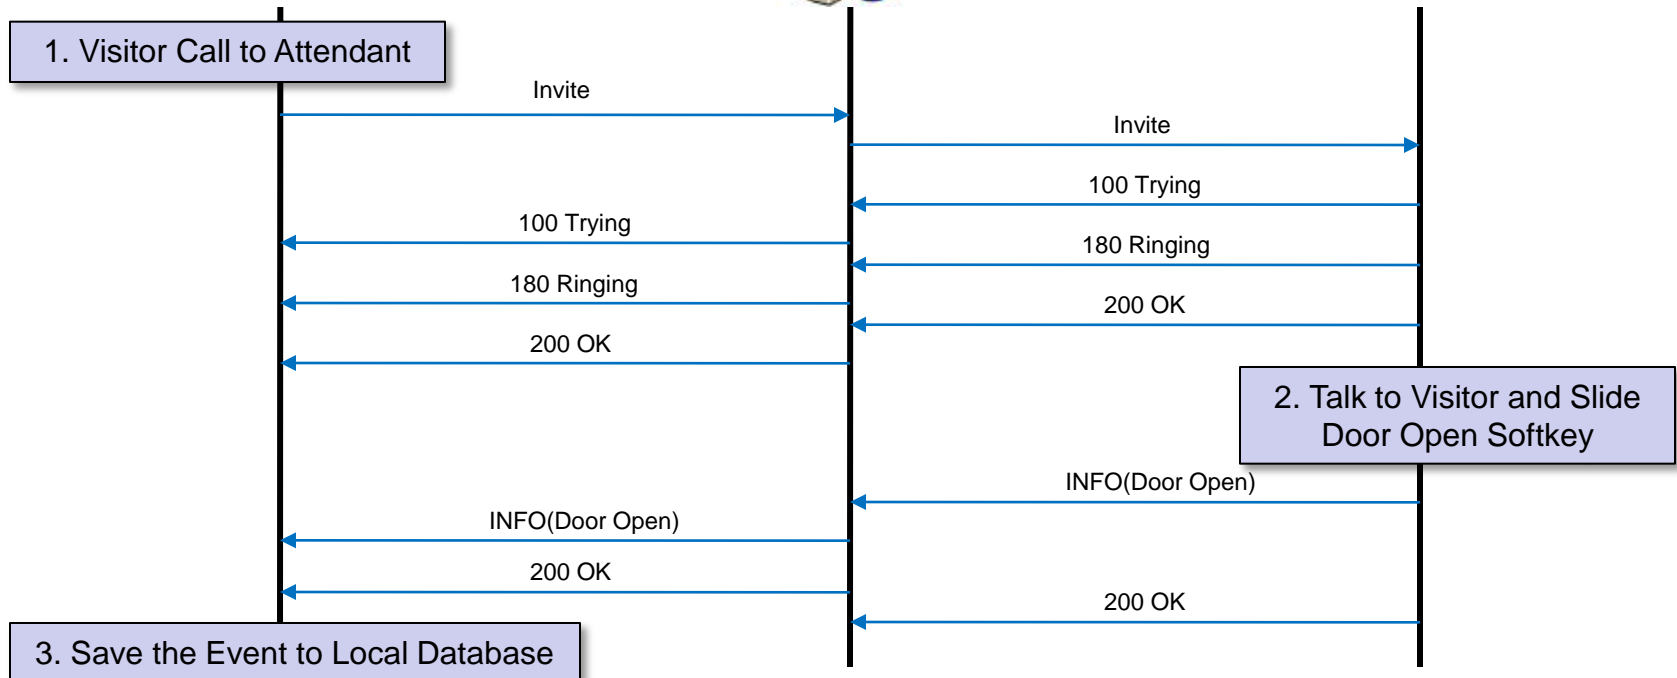 1. Visitor Call to Attendant
Invite
Invite
100 Trying
100 Trying
180 Ringing
180 Ringing
200 OK
200 OK
2. Talk to Visitor and Slide
Door Open Softkey
INFO(Door Open)
INFO(Door Open)
200 OK
200 OK
3. Save the Event to Local Database